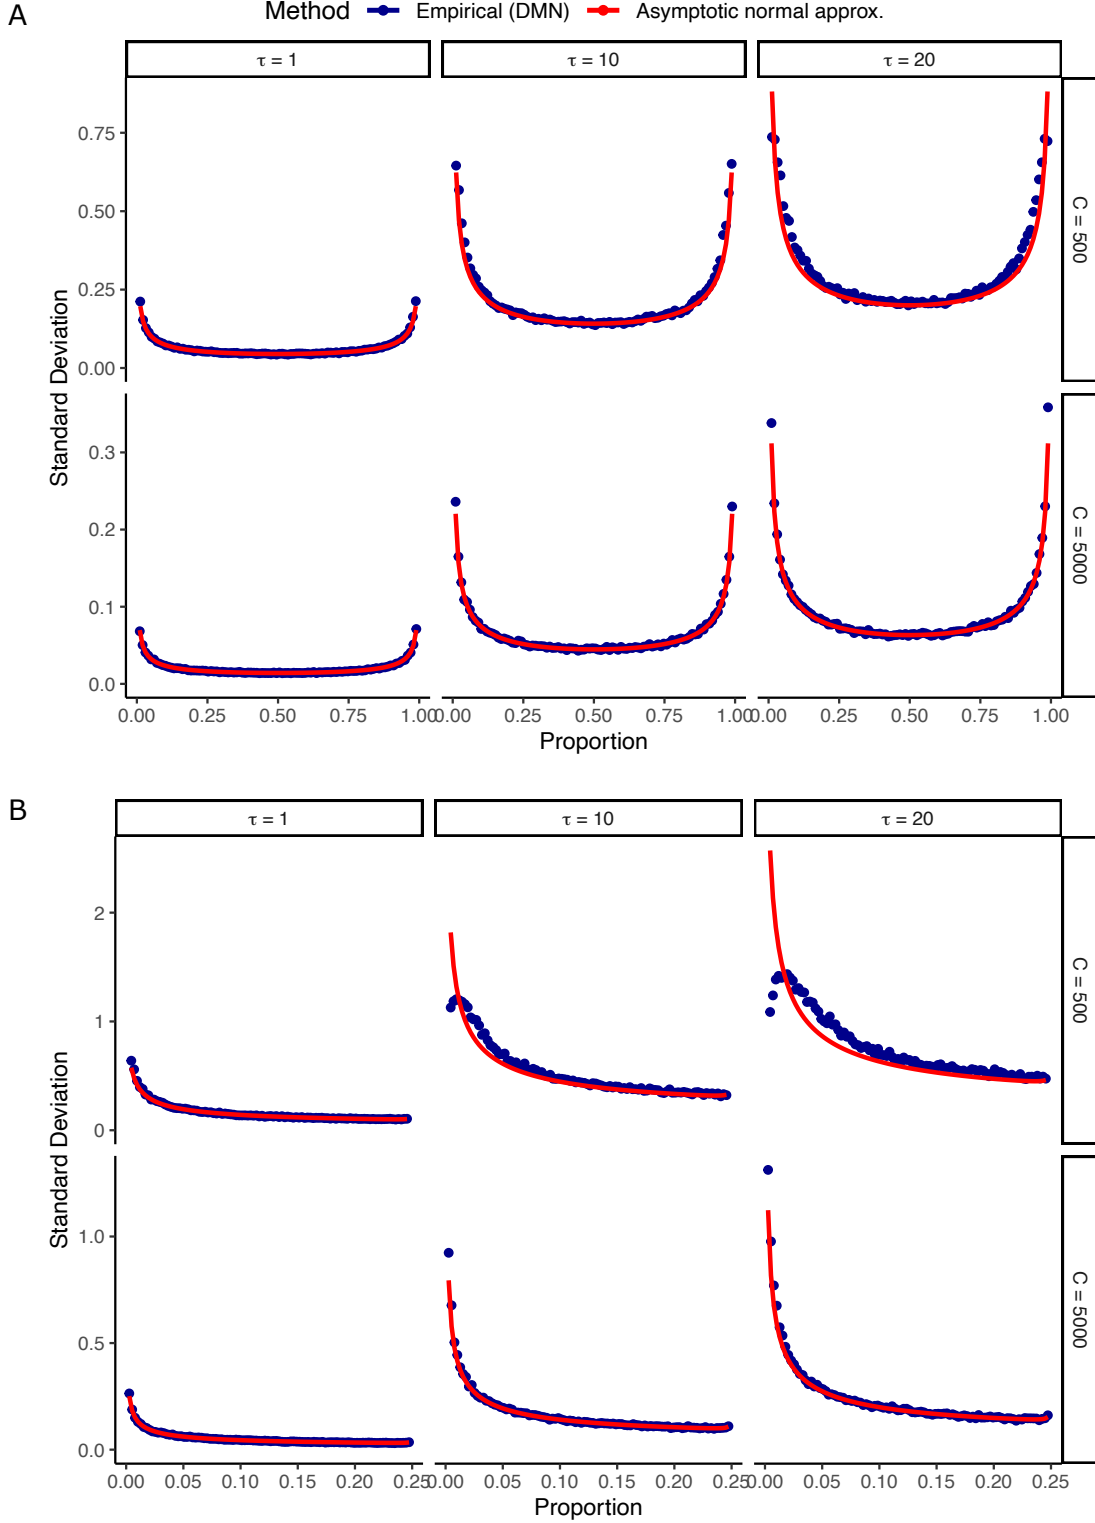 A
Method Empirical (DMN) Asymptotic normal approx.
τ = 1 τ = 10 τ = 20
0.75
0.50
0.25
0.00
C = 500
Standard Deviation
0.3
0.2
0.1
0.0
C = 5000
0.00 0.25 0.50 0.75 1.00 0.00 0.25 0.50 0.75 1.00 0.00 0.25 0.50 0.75 1.00
Proportion
B
τ = 1 τ = 10 τ = 20
2
1
0
C = 500
Standard Deviation
1.0
0.5
0.0
C = 5000
0.00 0.05 0.10 0.15 0.20 0.25 0.00 0.05 0.10 0.15 0.20 0.25 0.00 0.05 0.10 0.15 0.20 0.25
Proportion